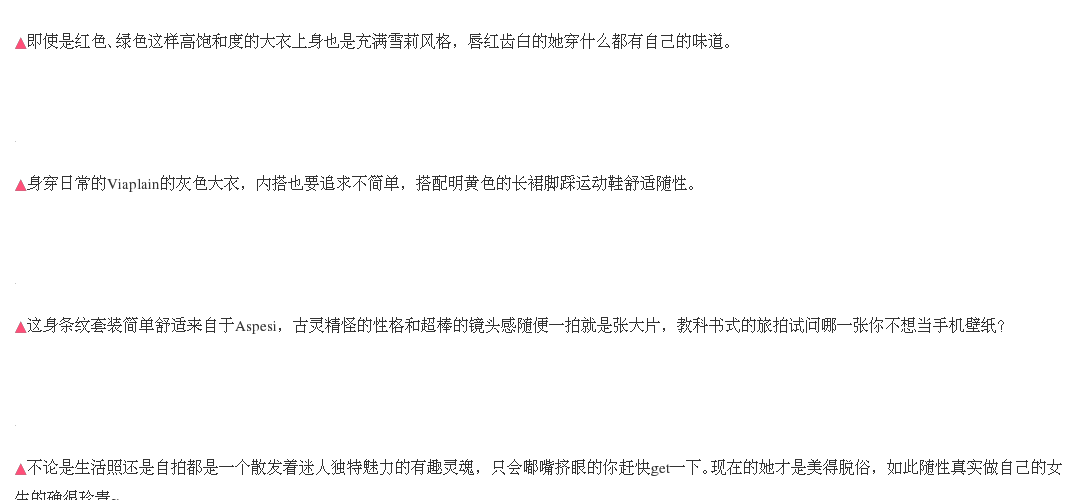 ▲即使是红色、绿色这样高饱和度的大衣上身也是充满雪莉风格，唇红齿白的她穿什么都有自己的味道。
▲身穿日常的Viaplain的灰色大衣，内搭也要追求不简单，搭配明黄色的长裙脚踩运动鞋舒适随性。
▲这身条纹套装简单舒适来自于Aspesi，古灵精怪的性格和超棒的镜头感随便一拍就是张大片，教科书式的旅拍试问哪一张你不想当手机壁纸？
▲不论是生活照还是自拍都是一个散发着迷人独特魅力的有趣灵魂，只会嘟嘴挤眼的你赶快get一下。现在的她才是美得脱俗，如此随性真实做自己的女
生的确很珍贵~